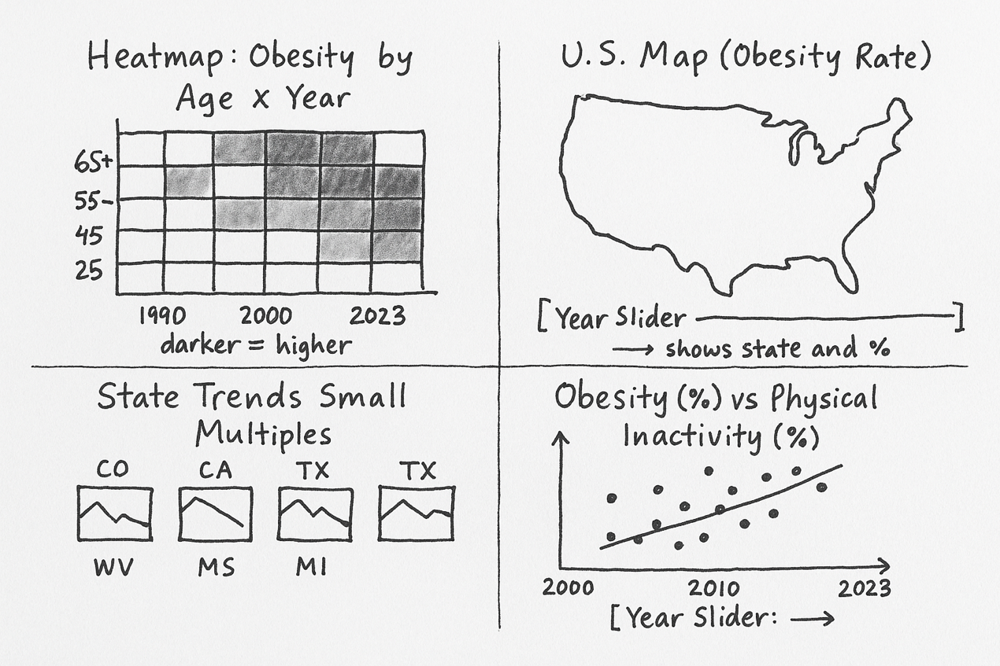 Heatmap: Obesity by
Age x Year
65+
55-
45
25
1990 2000 2023
darker = higher
U.S. Map (Obesity Rate)
[Year Slider ]
→ shows state and %
State Trends Small
Multiples
CO CA TX TX
WV MS MI
Obesity (%) vs Physical
Inactivity (%)
2000 2010 2023
[Year Slider: →